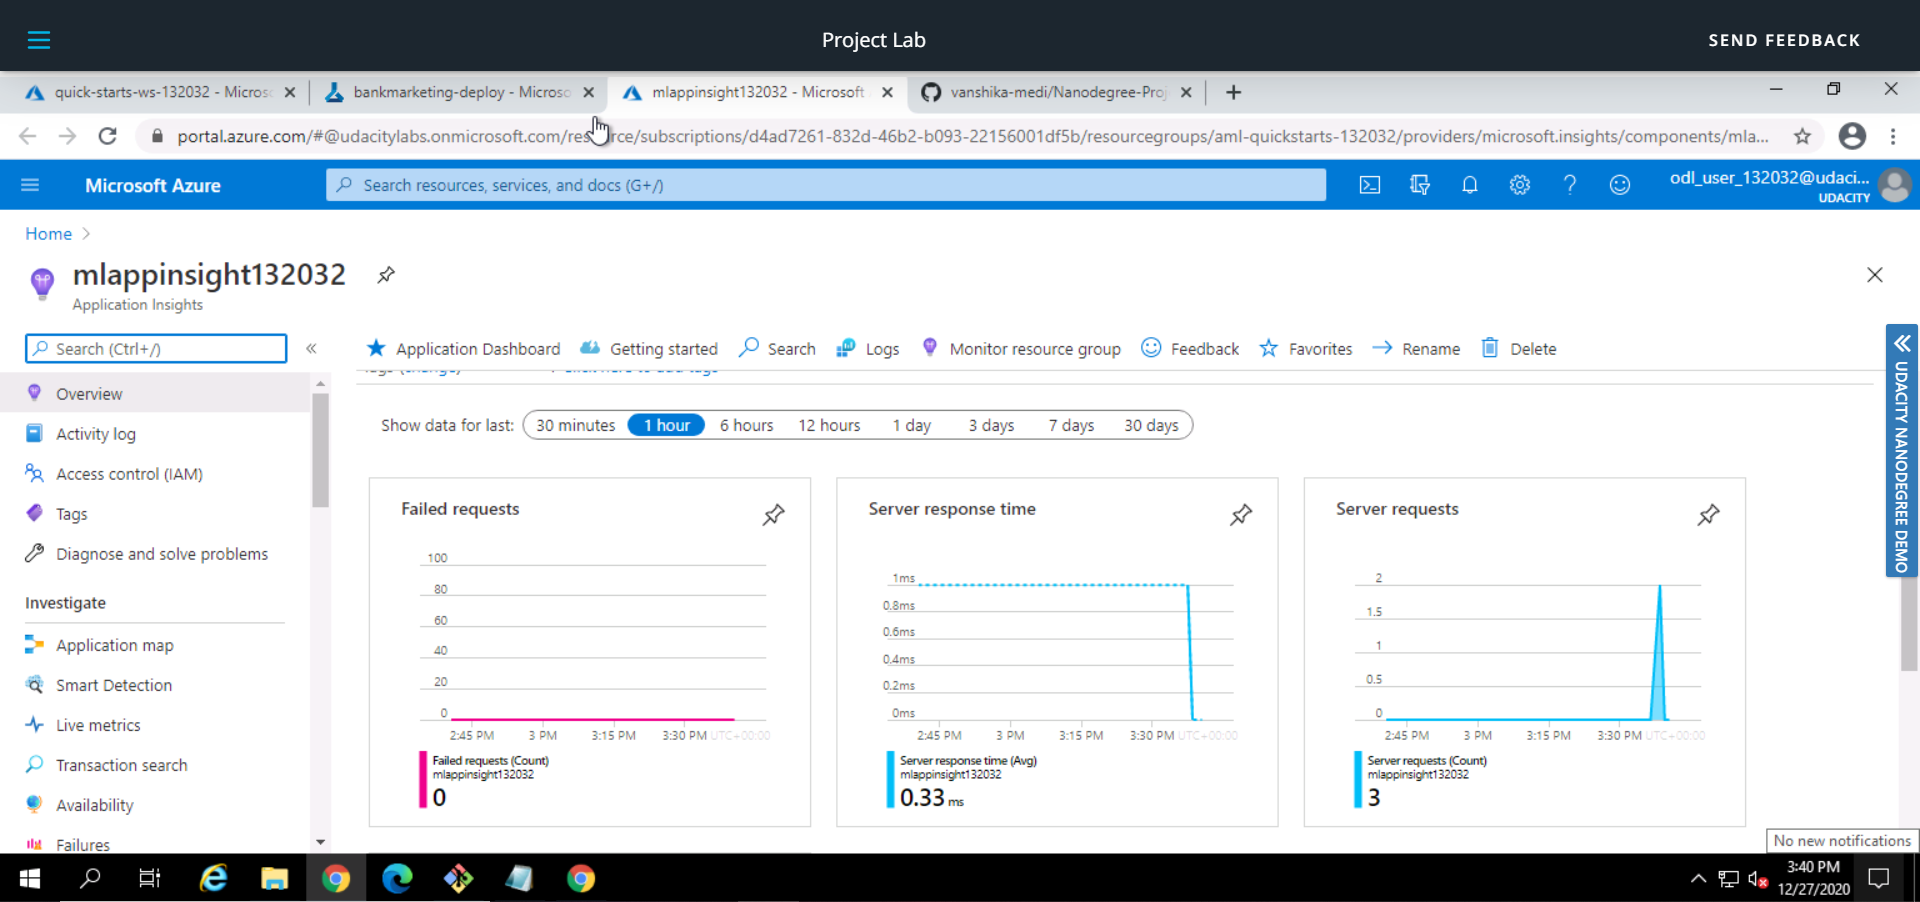 Project Lab
SEND FEEDBACK
quick-starts-ws-132032 - Micros
bankmarketing-deploy - Microso
mlappinsight132032 - Microsoft
vanshika-medi/Nanodegree-Proj
portal.azure.com/#@udacitylabs.onmicrosoft.com/resource/subscriptions/d4ad7261-832d-46b2-b093-22156001df5b/resourcegroups/aml-quickstarts-132032/providers/microsoft.insights/components/mla...
Microsoft Azure
Search resources, services, and docs (G+/)
odl_user_132032@udaci...
UDACITY
Home
mlappinsight132032
Application Insights
Search (Ctrl+/)
Application Dashboard
Getting started
Search
Logs
Monitor resource group
Feedback
Favorites
Rename
Delete
Tags (change)
Click here to add tags
Overview
Activity log
Access control (IAM)
Tags
Diagnose and solve problems
Investigate
Application map
Smart Detection
Live metrics
Transaction search
Availability
Failures
Show data for last:
30 minutes
1 hour
6 hours
12 hours
1 day
3 days
7 days
30 days
Failed requests
100
80
60
40
20
0
2:45 PM
3 PM
3:15 PM
3:30 PM
UTC+00:00
Failed requests (Count)
mlappinsight132032
0
Server response time
1ms
0.8ms
0.6ms
0.4ms
0.2ms
0ms
2:45 PM
3 PM
3:15 PM
3:30 PM
UTC+00:00
Server response time (Avg)
mlappinsight132032
0.33 ms
Server requests
2
1.5
1
0.5
0
2:45 PM
3 PM
3:15 PM
3:30 PM
UTC+00:00
Server requests (Count)
mlappinsight132032
3
UDACITY NANODEGREE DEMO
No new notifications
3:40 PM
12/27/2020